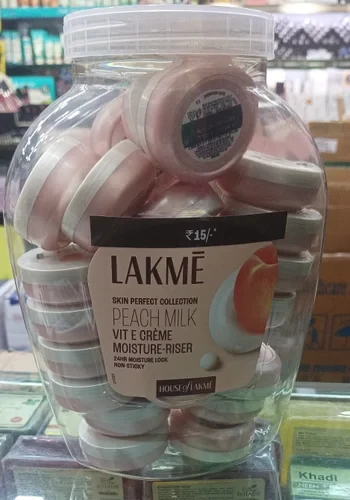 ₹15/-*
LAKMĒ
SKIN PERFECT COLLECTION
PEACH MILK
VIT E CRÈME
MOISTURE-RISER
24HR MOISTURE LOCK
NON-STICKY
HOUSE of LAKMĒ
Khadi